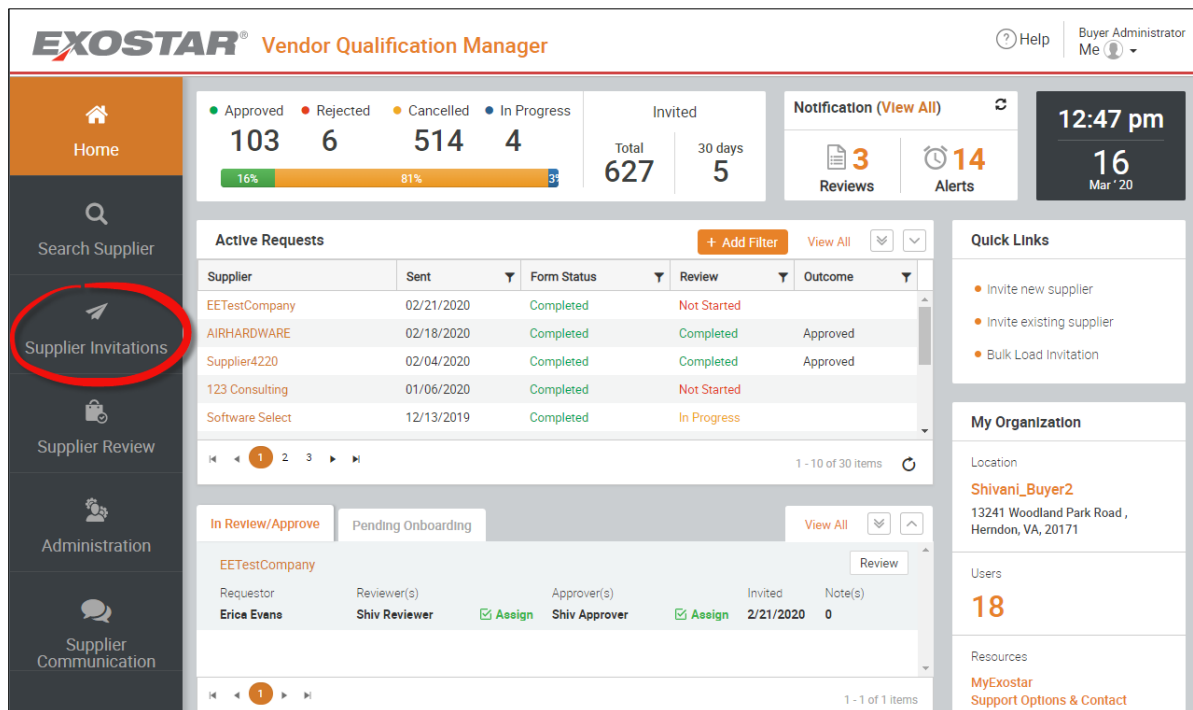 EXOSTAR® Vendor Qualification Manager
? Help
Buyer Administrator
Me
Home
Search Supplier
Supplier Invitations
Supplier Review
Administration
Supplier
Communication
Approved Rejected Cancelled In Progress
103 6 514 4
16% 81% 3%
Invited
Total 30 days
627 5
Notification (View All)
3 14
Reviews Alerts
12:47 pm
16
Mar ' 20
Active Requests
+ Add Filter View All
Supplier Sent Form Status Review Outcome
EETestCompany 02/21/2020 Completed Not Started
AIRHARDWARE 02/18/2020 Completed Completed Approved
Supplier4220 02/04/2020 Completed Completed Approved
123 Consulting 01/06/2020 Completed Not Started
Software Select 12/13/2019 Completed In Progress
1 2 3
1 - 10 of 30 items
In Review/Approve Pending Onboarding View All
EETestCompany Review
Requestor Reviewer(s) Approver(s) Invited Note(s)
Erica Evans Shiv Reviewer Assign Shiv Approver Assign 2/21/2020 0
1
1 - 1 of 1 items
Quick Links
Invite new supplier
Invite existing supplier
Bulk Load Invitation
My Organization
Location
Shivani_Buyer2
13241 Woodland Park Road ,
Herndon, VA, 20171
Users
18
Resources
MyExostar
Support Options & Contact